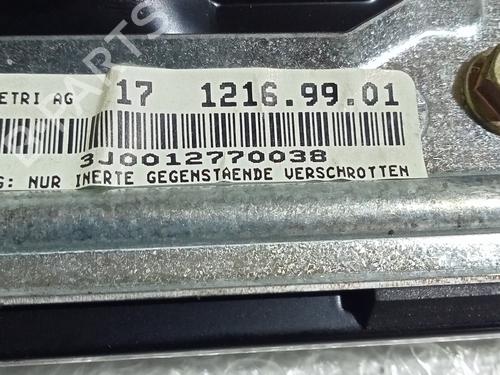 ETRI AG 17 1216.99.01
3J0012770038
G: NUR INERTE GEGENSTAENDE VERSCHROTTEN